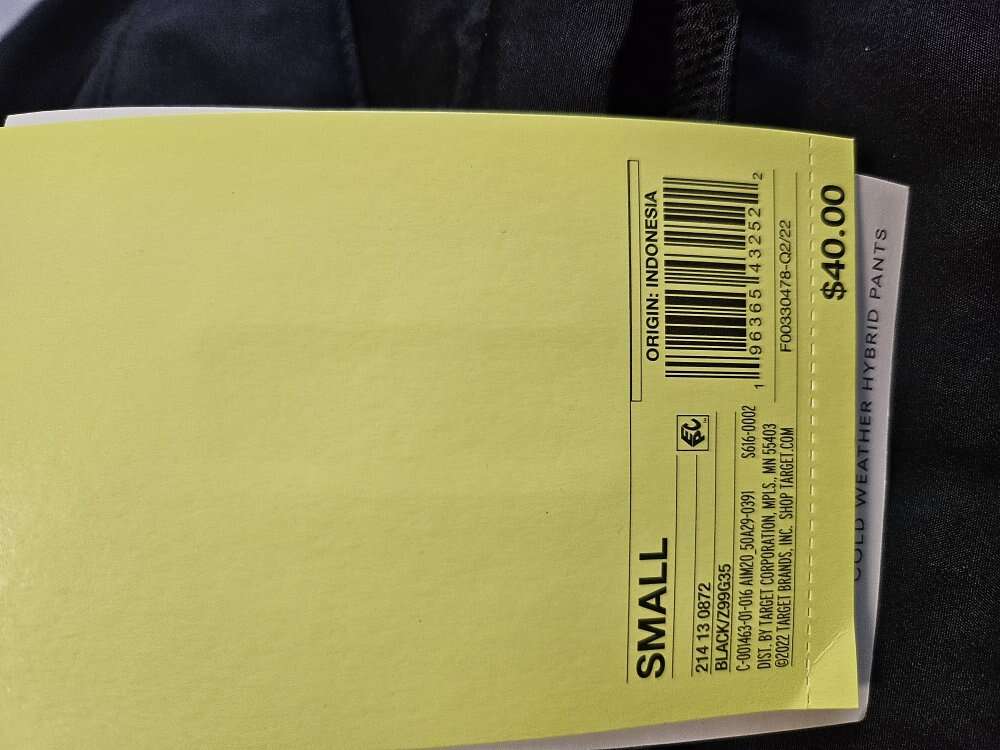 SMALL
214 13 0872
BLACK/Z99G35
C-001463-01-016 AIM20 50A29-0391 S616-0002
DIST. BY TARGET CORPORATION, MPLS., MN 55403
©2022 TARGET BRANDS, INC. SHOP TARGET.COM
ORIGIN: INDONESIA
1 96365 43252 2
F00330478-Q2/22
$40.00
COLD WEATHER HYBRID PANTS